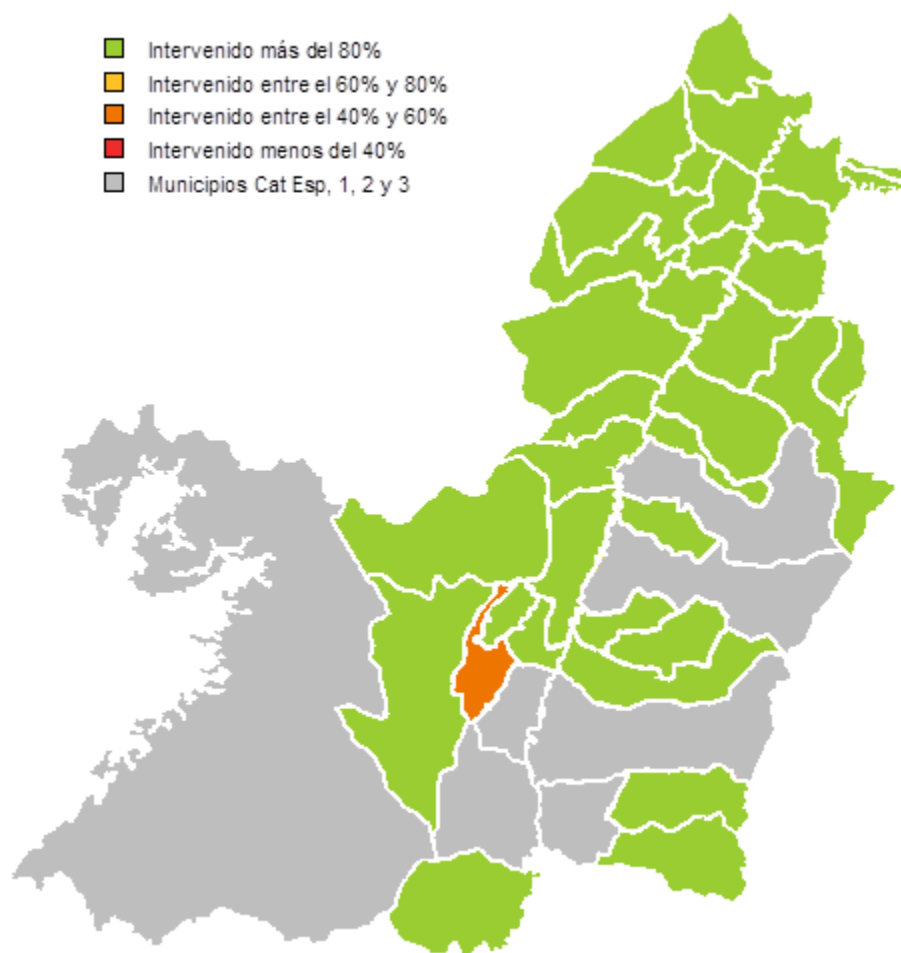 Intervenido más del 80%
Intervenido entre el 60% y 80%
Intervenido entre el 40% y 60%
Intervenido menos del 40%
Municipios Cat Esp, 1, 2 y 3